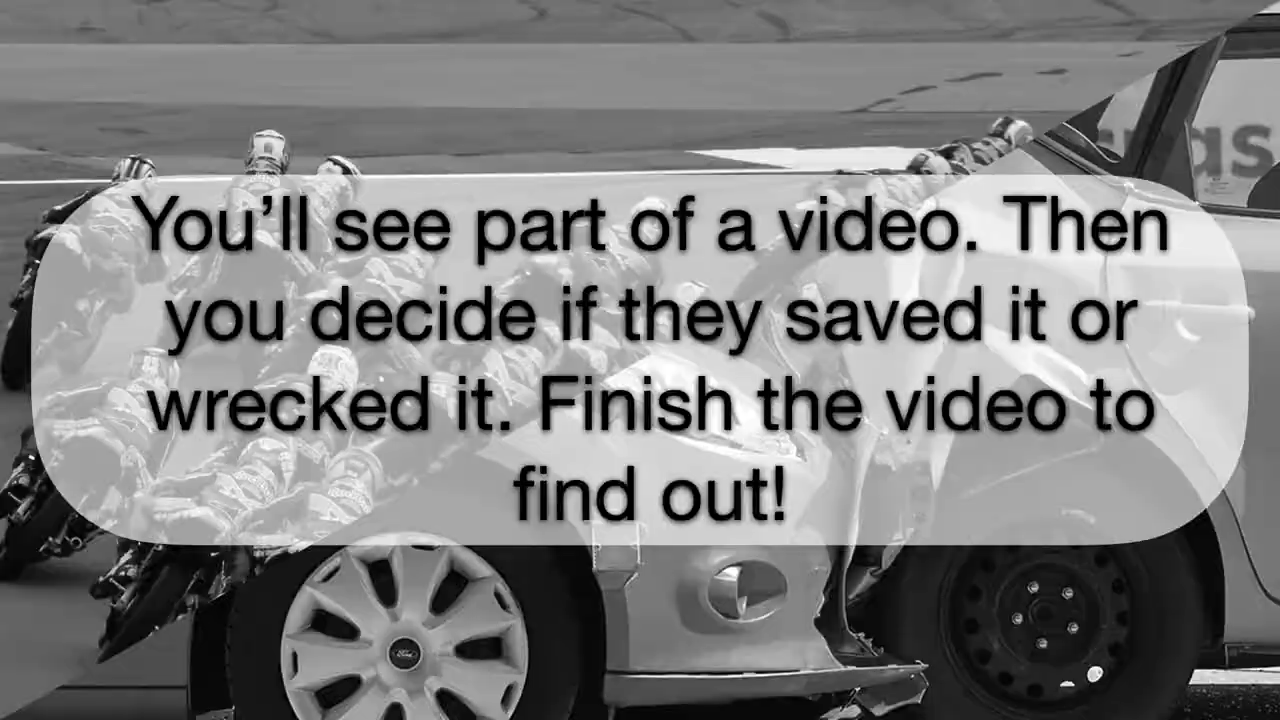 You’ll see part of a video. Then
you decide if they saved it or
wrecked it. Finish the video to
find out!
Ford